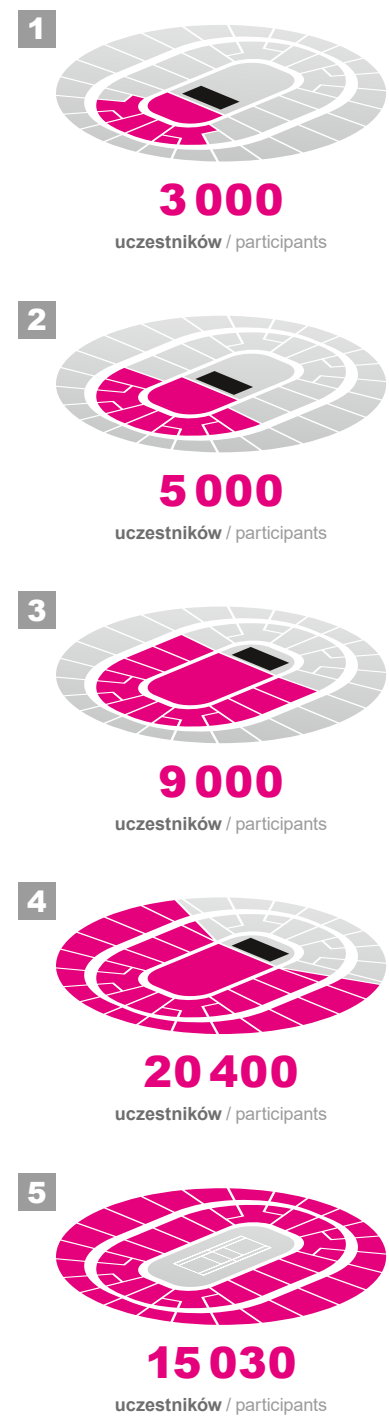 1
3 000
uczestników / participants
2
5 000
uczestników / participants
3
9 000
uczestników / participants
4
20 400
uczestników / participants
5
15 030
uczestników / participants